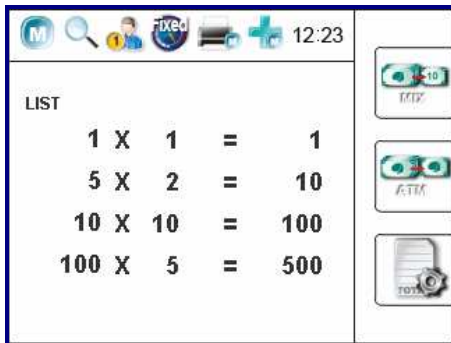 M 1 Fixed 12:23
LIST
1 X 1 = 1
5 X 2 = 10
10 X 10 = 100
100 X 5 = 500
10
MIX
ATM